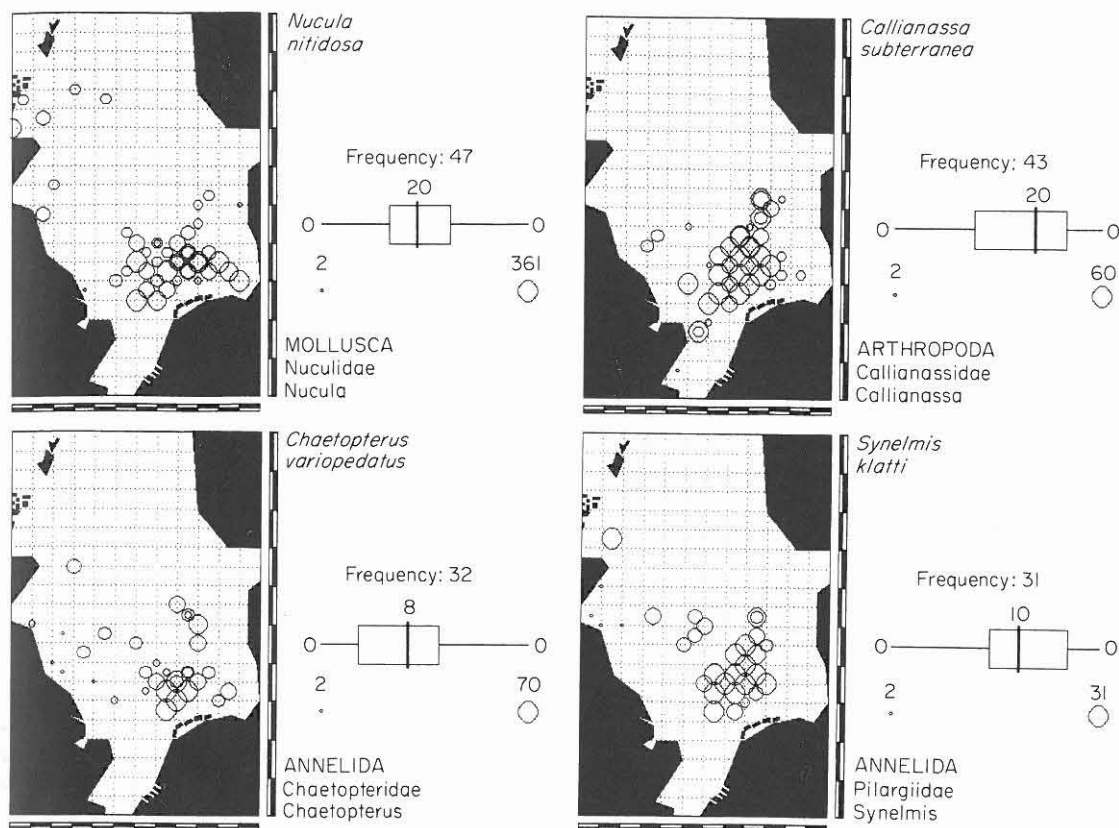 Nucula
nitidosa
Frequency: 47
20
0 0
2 361
MOLLUSCA
Nuculidae
Nucula
Callianassa
subterranea
Frequency: 43
20
0 0
2 60
ARTHROPODA
Callianassidae
Callianassa
Chaetopterus
variopedatus
Frequency: 32
8
0 0
2 70
ANNELIDA
Chaetopteridae
Chaetopterus
Synelmis
klatti
Frequency: 31
10
0 0
2 31
ANNELIDA
Pilargiidae
Synelmis